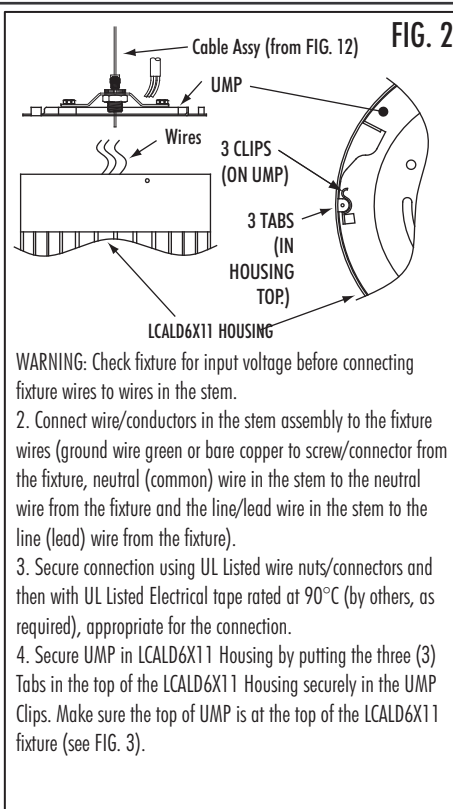 FIG. 2
Cable Assy (from FIG. 12)
UMP
Wires
3 CLIPS
(ON UMP)
3 TABS
(IN
HOUSING
TOP.)
LCALD6X11 HOUSING
WARNING: Check fixture for input voltage before connecting
fixture wires to wires in the stem.
2. Connect wire/conductors in the stem assembly to the fixture
wires (ground wire green or bare copper to screw/connector from
the fixture, neutral (common) wire in the stem to the neutral
wire from the fixture and the line/lead wire in the stem to the
line (lead) wire from the fixture).
3. Secure connection using UL Listed wire nuts/connectors and
then with UL Listed Electrical tape rated at 90°C (by others, as
required), appropriate for the connection.
4. Secure UMP in LCALD6X11 Housing by putting the three (3)
Tabs in the top of the LCALD6X11 Housing securely in the UMP
Clips. Make sure the top of UMP is at the top of the LCALD6X11
fixture (see FIG. 3).